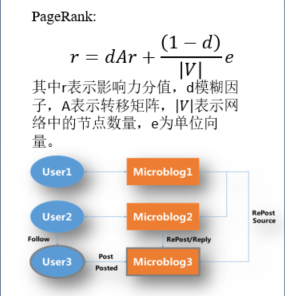 PageRank:
r = dAr + \frac{(1 - d)}{|V|} e
其中r表示影响力分值，d模糊因
子，A表示转移矩阵，|V|表示网
络中的节点数量，e为单位向
量。
User1 Microblog1
User2 Microblog2
RePost
Source
Follow
RePost/Reply
Post
Posted
User3 Microblog3